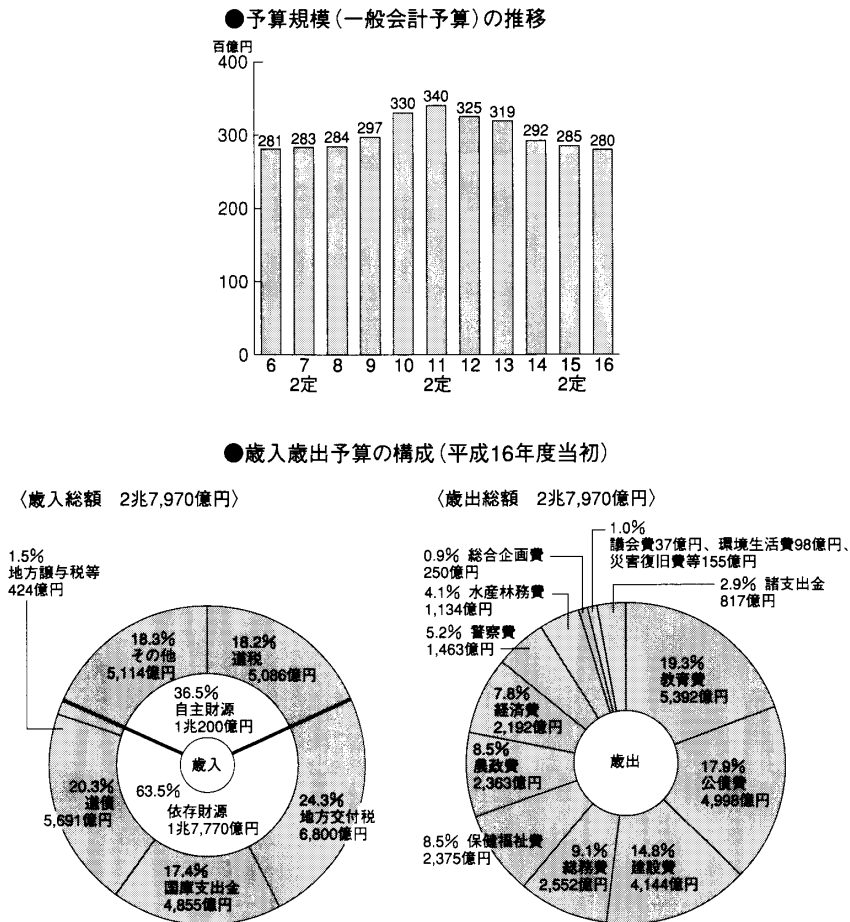 ●予算規模(一般会計予算)の推移
百億円
400
300
200
100
0
281
283
284
297
330
340
325
319
292
285
280
6
7
8
9
10
11
12
13
14
15
16
2定
2定
2定
●歳入歳出予算の構成(平成16年度当初)
〈歳入総額 2兆7,970億円〉
1.5%
地方譲与税等
424億円
18.3%
その他
5,114億円
18.2%
道税
5,086億円
36.5%
自主財源
1兆200億円
歳入
63.5%
依存財源
1兆7,770億円
20.3%
道債
5,691億円
24.3%
地方交付税
6,800億円
17.4%
国庫支出金
4,855億円
〈歳出総額 2兆7,970億円〉
1.0%
議会費37億円、環境生活費98億円、
災害復旧費等155億円
0.9% 総合企画費
250億円
2.9% 諸支出金
817億円
4.1% 水産林務費
1,134億円
5.2% 警察費
1,463億円
19.3%
教育費
5,392億円
7.8%
経済費
2,192億円
歳出
8.5%
農政費
2,363億円
17.9%
公債費
4,998億円
8.5% 保健福祉費
2,375億円
9.1%
総務費
2,552億円
14.8%
建設費
4,144億円